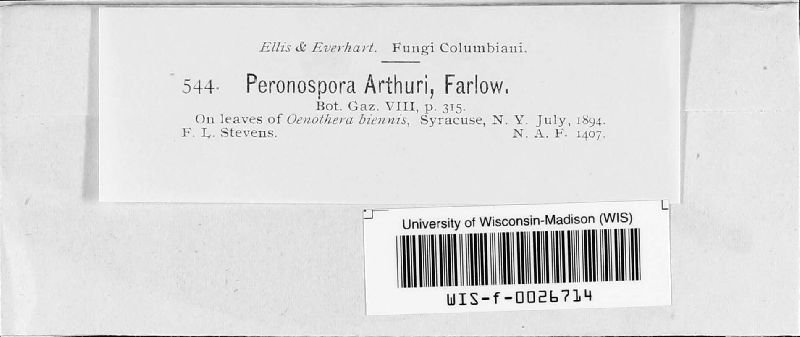 Ellis & Everhart. Fungi Columbiani.
544. Peronospora Arthuri, Farlow.
Bot. Gaz. VIII, p. 315.
On leaves of Oenothera biennis, Syracuse, N. Y. July, 1894.
F. L. Stevens. N. A. F. 1407.
University of Wisconsin-Madison (WIS)
WIS-f-0026714